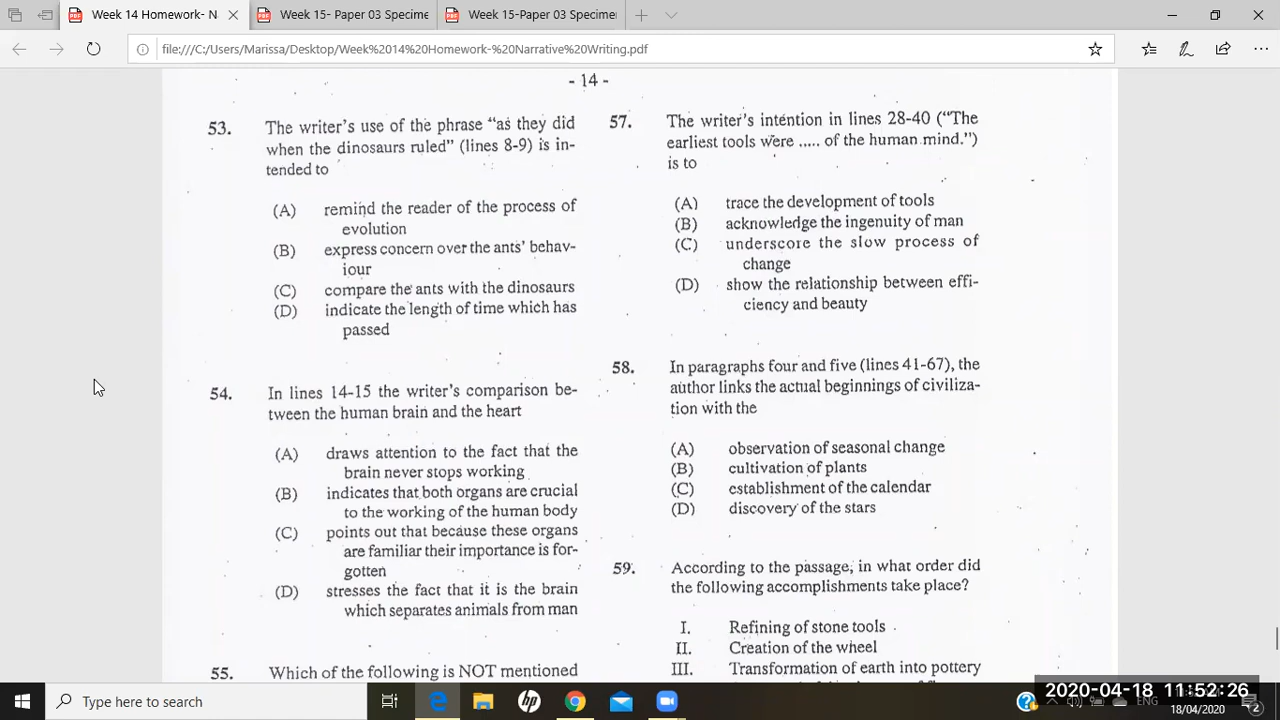 Week 14 Homework- N
Week 15- Paper 03 Specime
Week 15-Paper 03 Specimen
file:///C:/Users/Marissa/Desktop/Week%2014%20Homework-%20Narrative%20Writing.pdf
- 14 -
53. The writer's use of the phrase "as they did
when the dinosaurs ruled" (lines 8-9) is in-
tended to
(A) remind the reader of the process of
evolution
(B) express concern over the ants' behav-
iour
(C) compare the ants with the dinosaurs
(D) indicate the length of time which has
passed
54. In lines 14-15 the writer's comparison be-
tween the human brain and the heart
(A) draws attention to the fact that the
brain never stops working
(B) indicates that both organs are crucial
to the working of the human body
(C) points out that because these organs
are familiar their importance is for-
gotten
(D) stresses the fact that it is the brain
which separates animals from man
55. Which of the following is NOT mentioned
57. The writer's intention in lines 28-40 ("The
earliest tools were ..... of the human mind.")
is to
(A) trace the development of tools
(B) acknowledge the ingenuity of man
(C) underscore the slow process of
change
(D) show the relationship between effi-
ciency and beauty
58. In paragraphs four and five (lines 41-67), the
author links the actual beginnings of civiliza-
tion with the
(A) observation of seasonal change
(B) cultivation of plants
(C) establishment of the calendar
(D) discovery of the stars
59. According to the passage, in what order did
the following accomplishments take place?
I. Refining of stone tools
II. Creation of the wheel
III. Transformation of earth into pottery
Type here to search
ENG
2020-04-18 11:52:26
18/04/2020